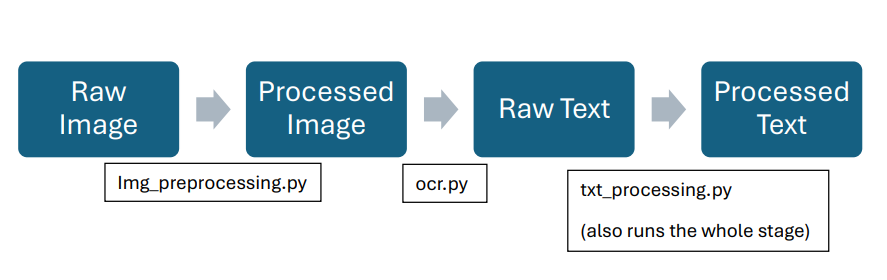 Raw
Image
Processed
Image
Raw Text
Processed
Text
Img_preprocessing.py
ocr.py
txt_processing.py
(also runs the whole stage)